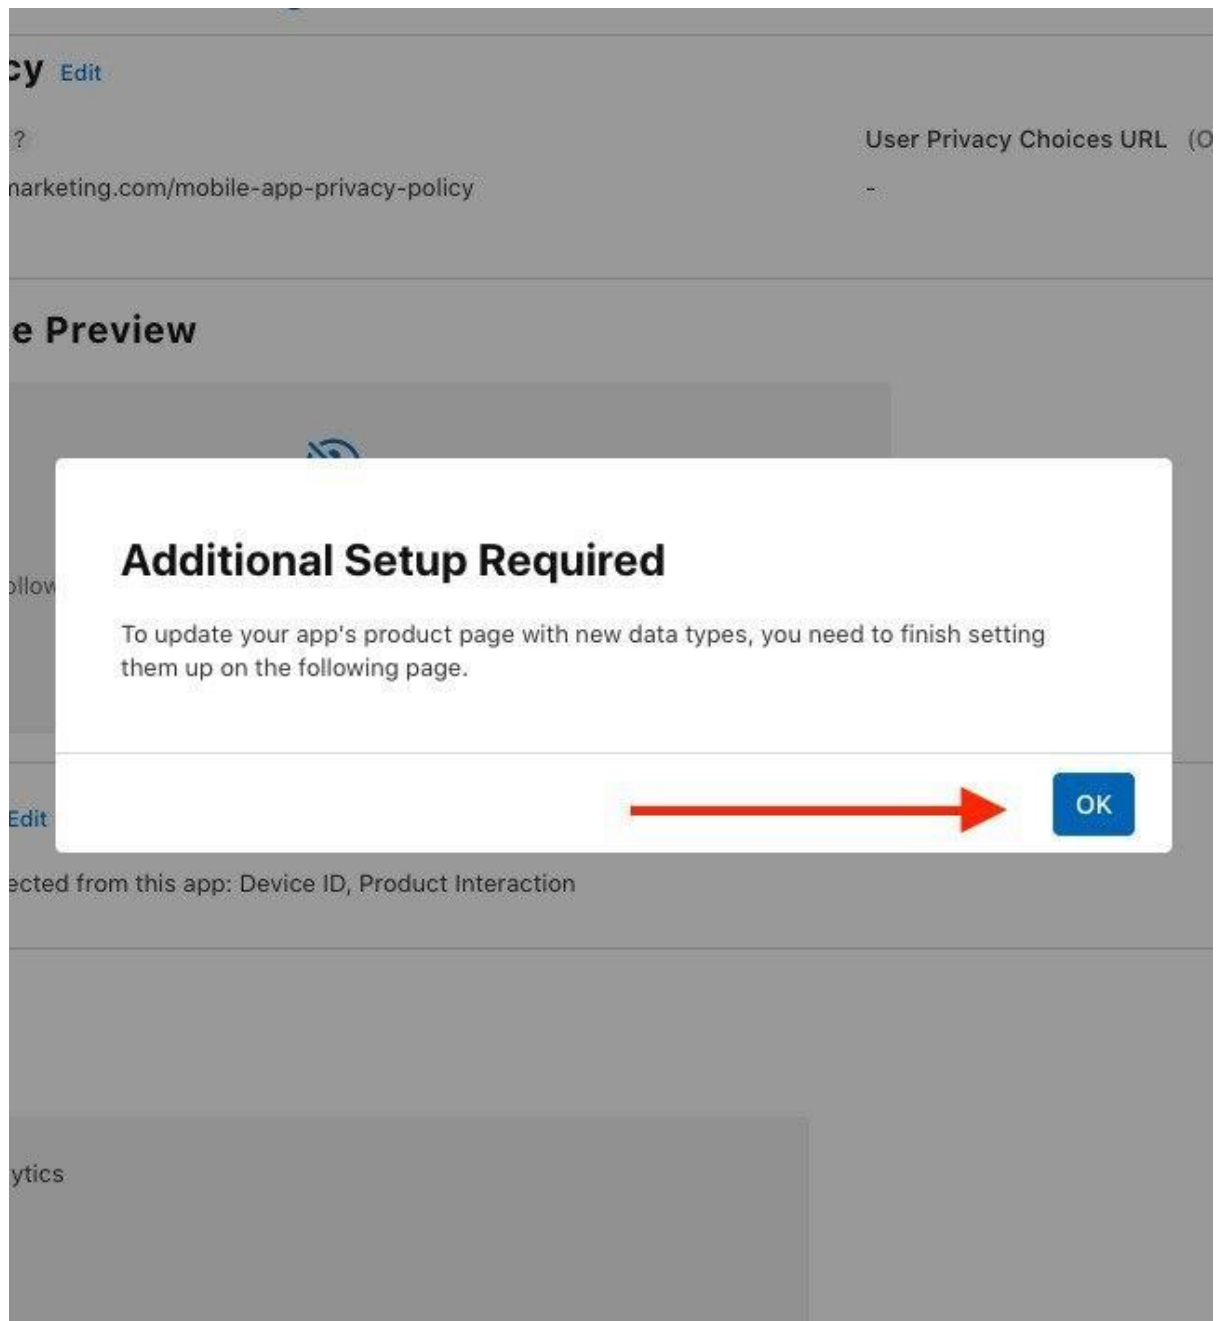 cy Edit
?
User Privacy Choices URL (O
marketing.com/mobile-app-privacy-policy
-
e Preview
Additional Setup Required
ollow
To update your app's product page with new data types, you need to finish setting
them up on the following page.
OK
Edit
ected from this app: Device ID, Product Interaction
ytics